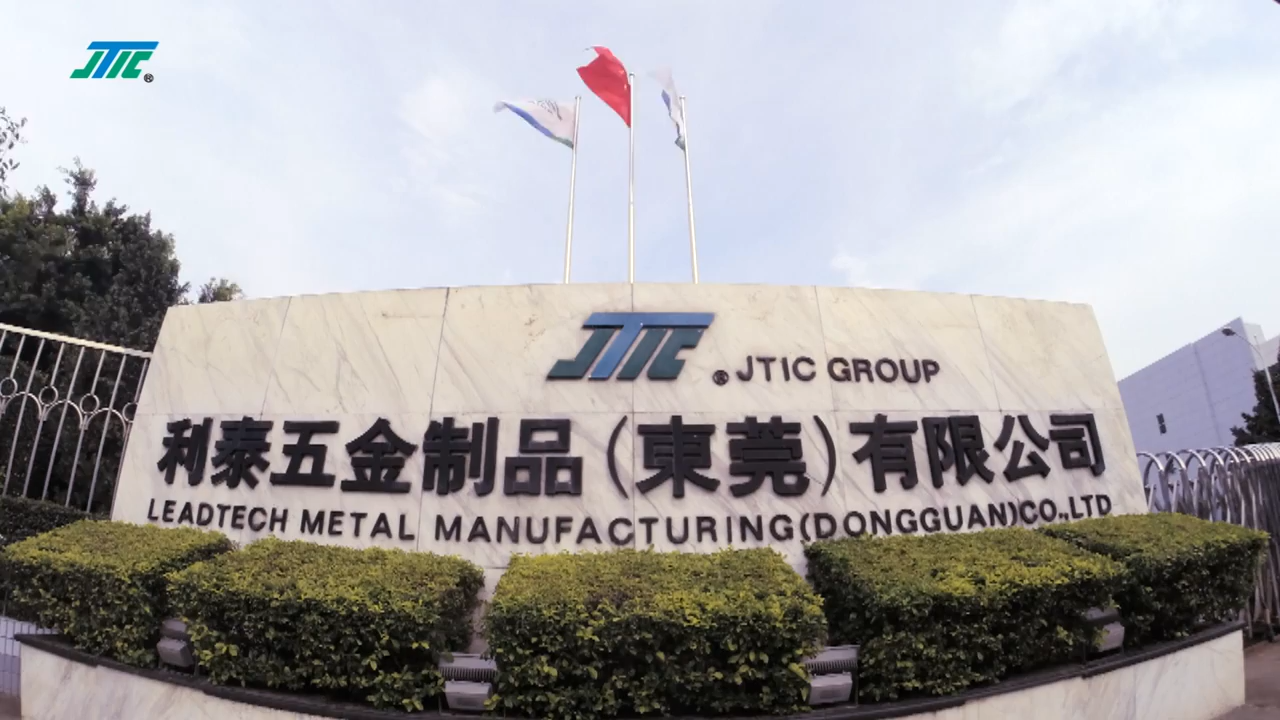 JTIC®
JTIC
® JTIC GROUP
利泰五金制品(東莞)有限公司
LEADTECH METAL MANUFACTURING(DONGGUAN)CO.,LTD